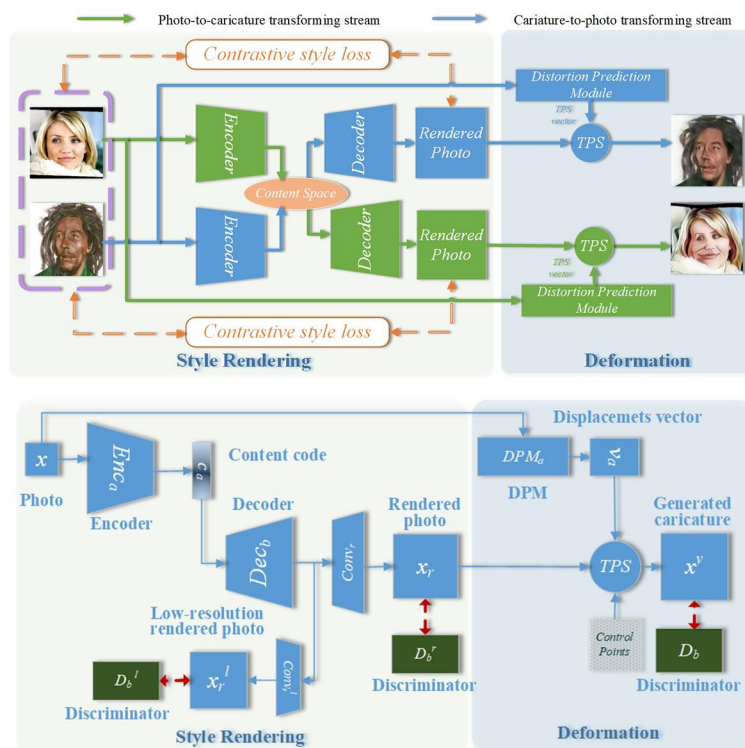 Photo-to-caricature transforming stream
Cariature-to-photo transforming stream
Contrastive style loss
Distortion Prediction
Module
TPS
vector
Encoder
Decoder
Rendered
Photo
TPS
Content Space
Encoder
Decoder
Rendered
Photo
TPS
TPS
vector
Distortion Prediction
Module
Contrastive style loss
Style Rendering
Deformation
Displacemets vector
x
Enc_a
c_a
Content code
DPM_a
v_a
Photo
Encoder
Decoder
Rendered
photo
DPM
Generated
caricature
Dec_b
Conv_r
x_r
TPS
x^y
Low-resolution
rendered photo
Control
Points
D_b^l
x_r^l
Conv_r^l
D_b^r
D_b
Discriminator
Discriminator
Discriminator
Style Rendering
Deformation